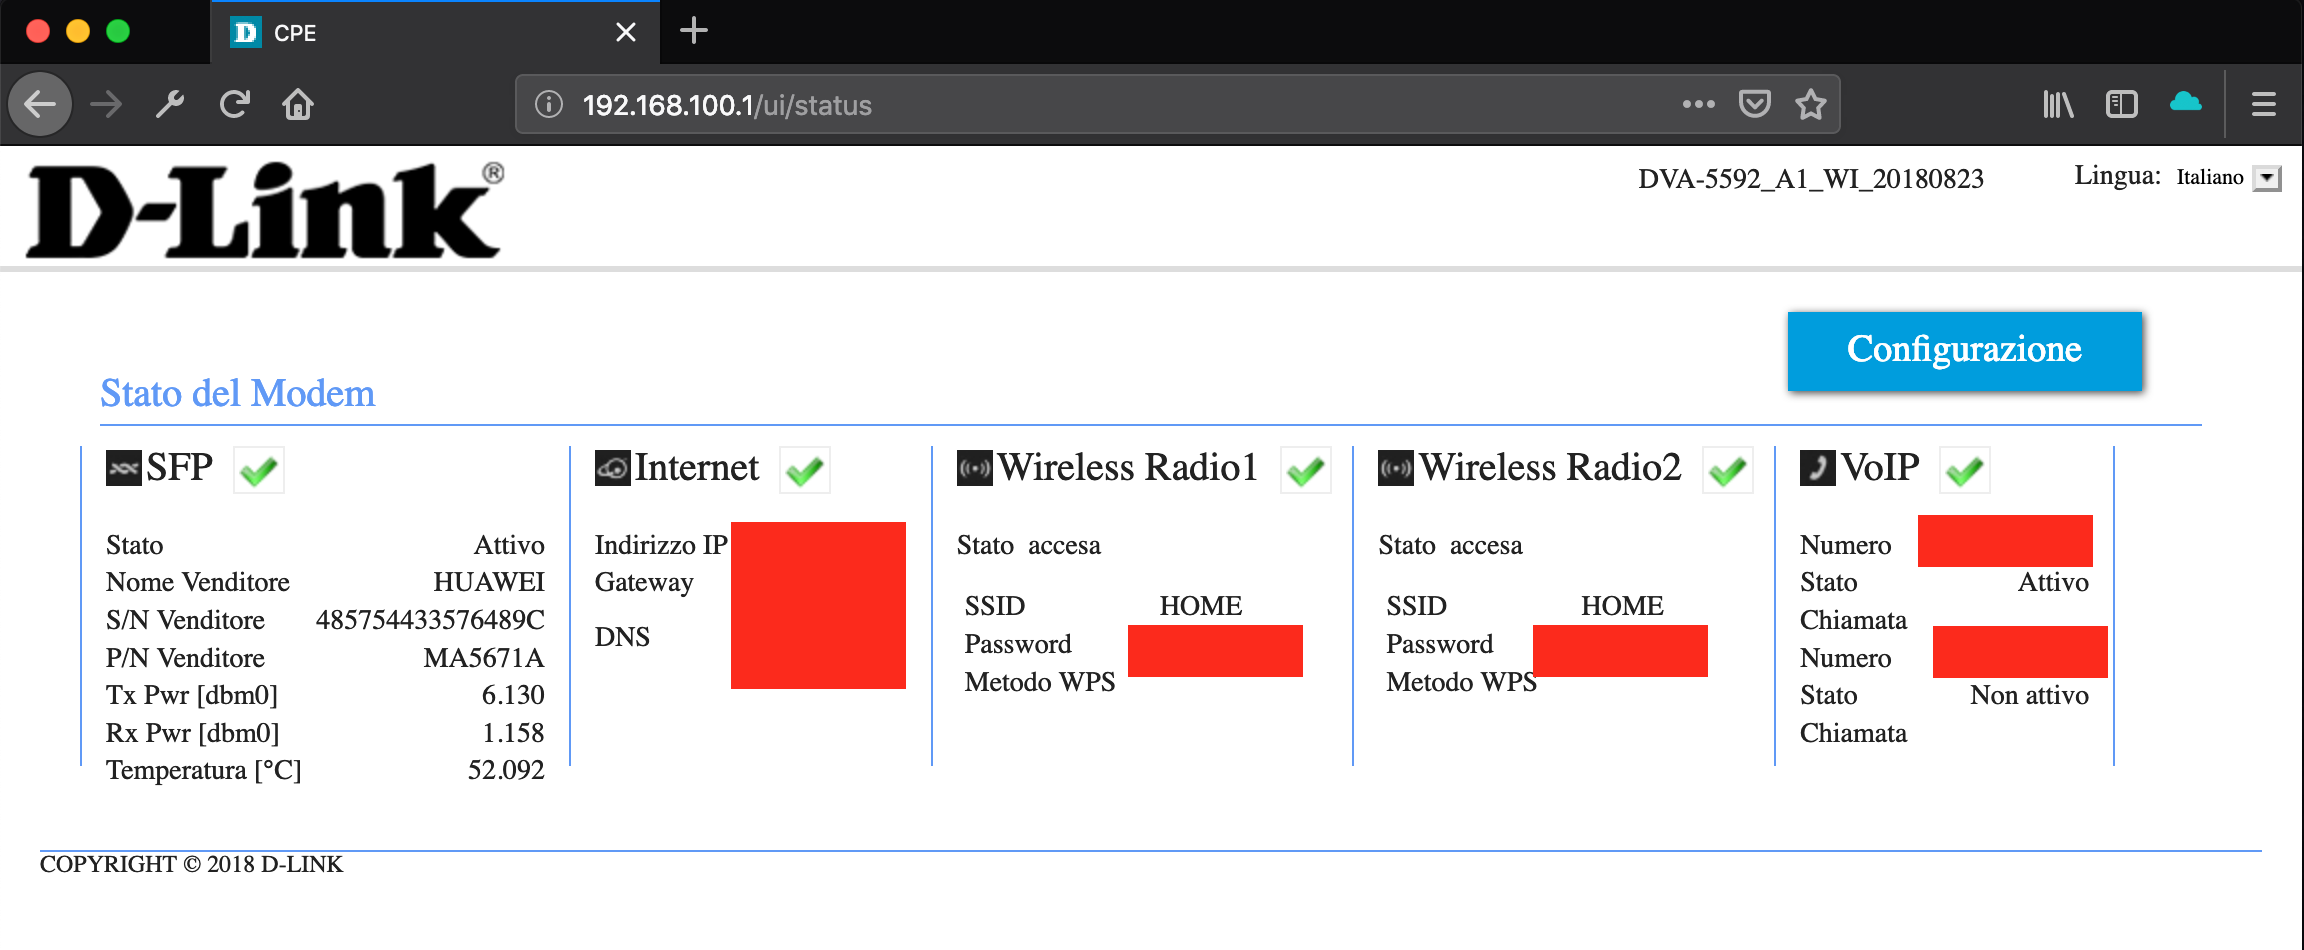 CPE
192.168.100.1/ui/status
D-Link®
DVA-5592_A1_WI_20180823
Lingua: Italiano
Configurazione
Stato del Modem
SFP
Stato Attivo
Nome Venditore HUAWEI
S/N Venditore 485754433576489C
P/N Venditore MA5671A
Tx Pwr [dbm0] 6.130
Rx Pwr [dbm0] 1.158
Temperatura [°C] 52.092
Internet
Indirizzo IP
Gateway
DNS
Wireless Radio1
Stato accesa
SSID HOME
Password
Metodo WPS
Wireless Radio2
Stato accesa
SSID HOME
Password
Metodo WPS
VoIP
Numero
Stato Attivo
Chiamata
Numero
Stato Non attivo
Chiamata
COPYRIGHT © 2018 D-LINK